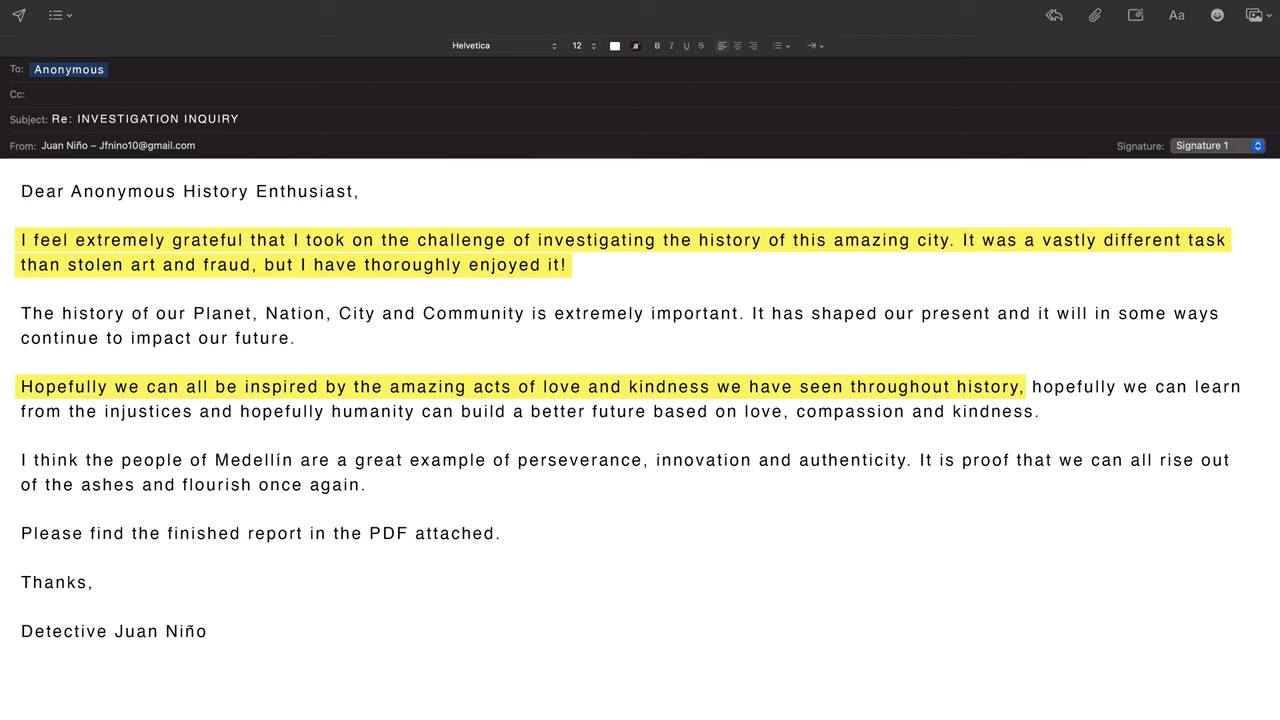 Helvetica 12 a B I U S
To: Anonymous
Cc:
Subject: Re: INVESTIGATION INQUIRY
From: Juan Niño – Jfnino10@gmail.com Signature: Signature 1
Aa
Dear Anonymous History Enthusiast,
I feel extremely grateful that I took on the challenge of investigating the history of this amazing city. It was a vastly different task
than stolen art and fraud, but I have thoroughly enjoyed it!
The history of our Planet, Nation, City and Community is extremely important. It has shaped our present and it will in some ways
continue to impact our future.
Hopefully we can all be inspired by the amazing acts of love and kindness we have seen throughout history, hopefully we can learn
from the injustices and hopefully humanity can build a better future based on love, compassion and kindness.
I think the people of Medellín are a great example of perseverance, innovation and authenticity. It is proof that we can all rise out
of the ashes and flourish once again.
Please find the finished report in the PDF attached.
Thanks,
Detective Juan Niño